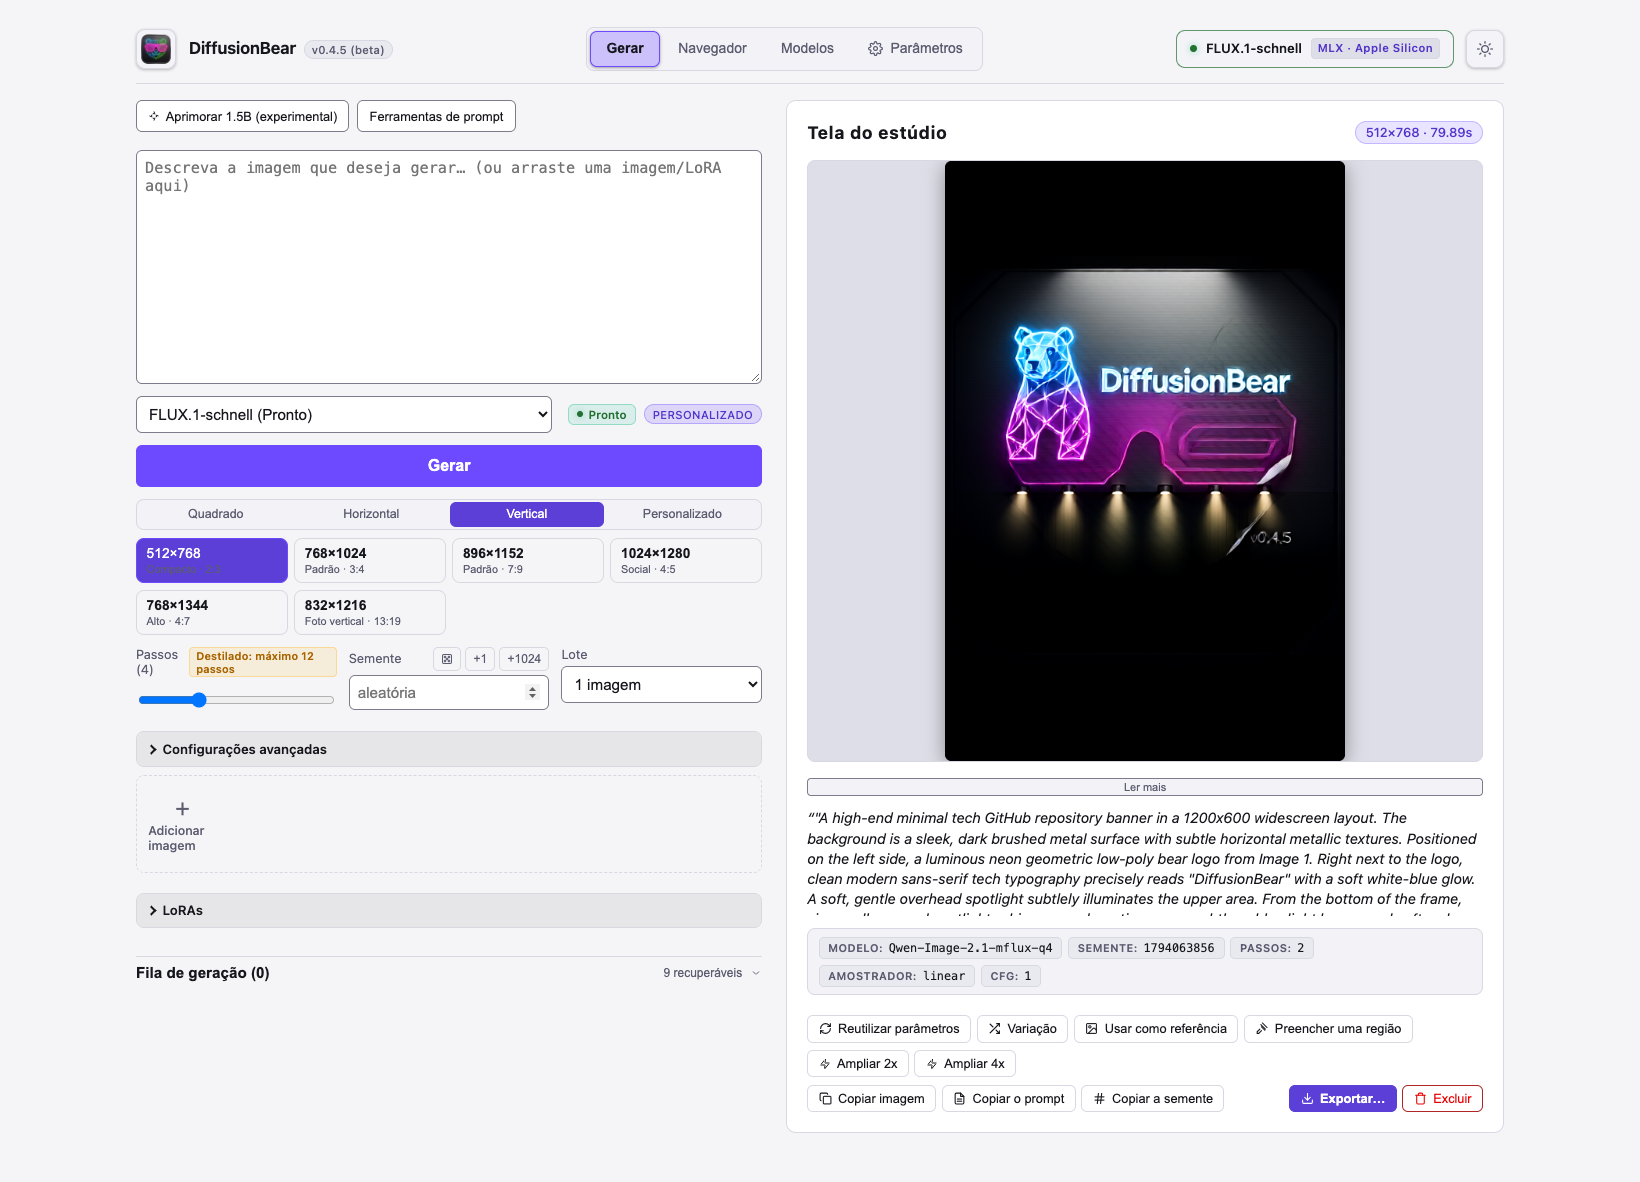 DiffusionBear v0.4.5 (beta)
Gerar
Navegador
Modelos
Parâmetros
FLUX.1-schnell MLX · Apple Silicon
Aprimorar 1.5B (experimental)
Ferramentas de prompt
Descreva a imagem que deseja gerar… (ou arraste uma imagem/LoRA
aqui)
FLUX.1-schnell (Pronto)
Pronto
PERSONALIZADO
Gerar
Quadrado
Horizontal
Vertical
Personalizado
512×768
768×1024
Padrão · 3:4
896×1152
Padrão · 7:9
1024×1280
Social · 4:5
768×1344
Alto · 4:7
832×1216
Foto vertical · 13:19
Passos
(4)
Destilado: máximo 12
passos
Semente
+1
+1024
aleatória
Lote
1 imagem
Configurações avançadas
Adicionar
imagem
LoRAs
Fila de geração (0)
9 recuperáveis
Tela do estúdio
512×768 · 79.89s
DiffusionBear
v0.4.5
Ler mais
“"A high-end minimal tech GitHub repository banner in a 1200x600 widescreen layout. The
background is a sleek, dark brushed metal surface with subtle horizontal metallic textures. Positioned
on the left side, a luminous neon geometric low-poly bear logo from Image 1. Right next to the logo,
clean modern sans-serif tech typography precisely reads "DiffusionBear" with a soft white-blue glow.
A soft, gentle overhead spotlight subtlely illuminates the upper area. From the bottom of the frame,
MODELO: Qwen-Image-2.1-mflux-q4
SEMENTE: 1794063856
PASSOS: 2
AMOSTRADOR: linear
CFG: 1
Reutilizar parâmetros
Variação
Usar como referência
Preencher uma região
Ampliar 2x
Ampliar 4x
Copiar imagem
Copiar o prompt
Copiar a semente
Exportar...
Excluir